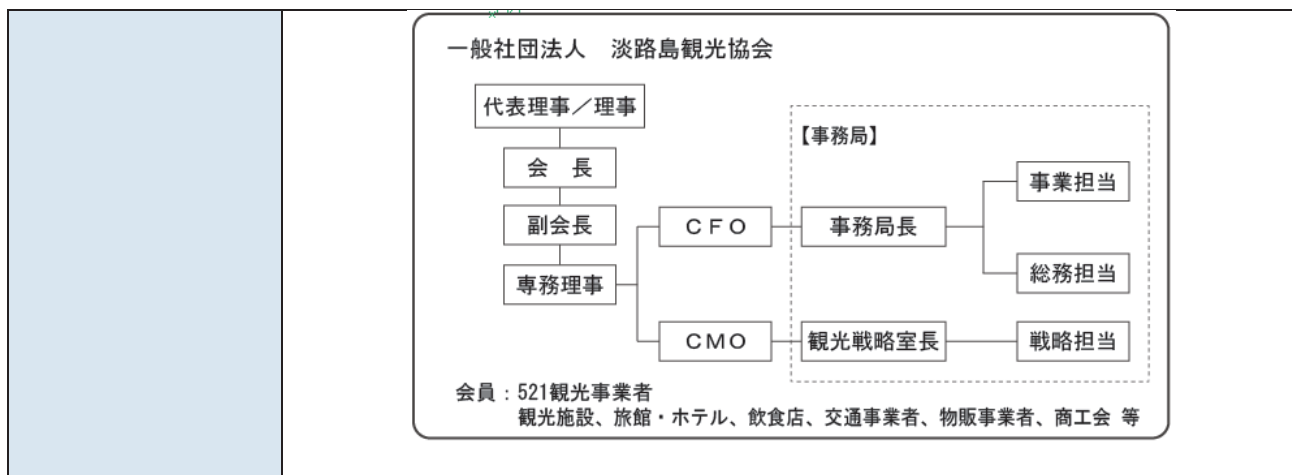 一般社団法人　淡路島観光協会
代表理事／理事
【事務局】
会　長
事業担当
副会長
ＣＦＯ
事務局長
専務理事
総務担当
ＣＭＯ
観光戦略室長
戦略担当
会員：521観光事業者
観光施設、旅館・ホテル、飲食店、交通事業者、物販事業者、商工会 等